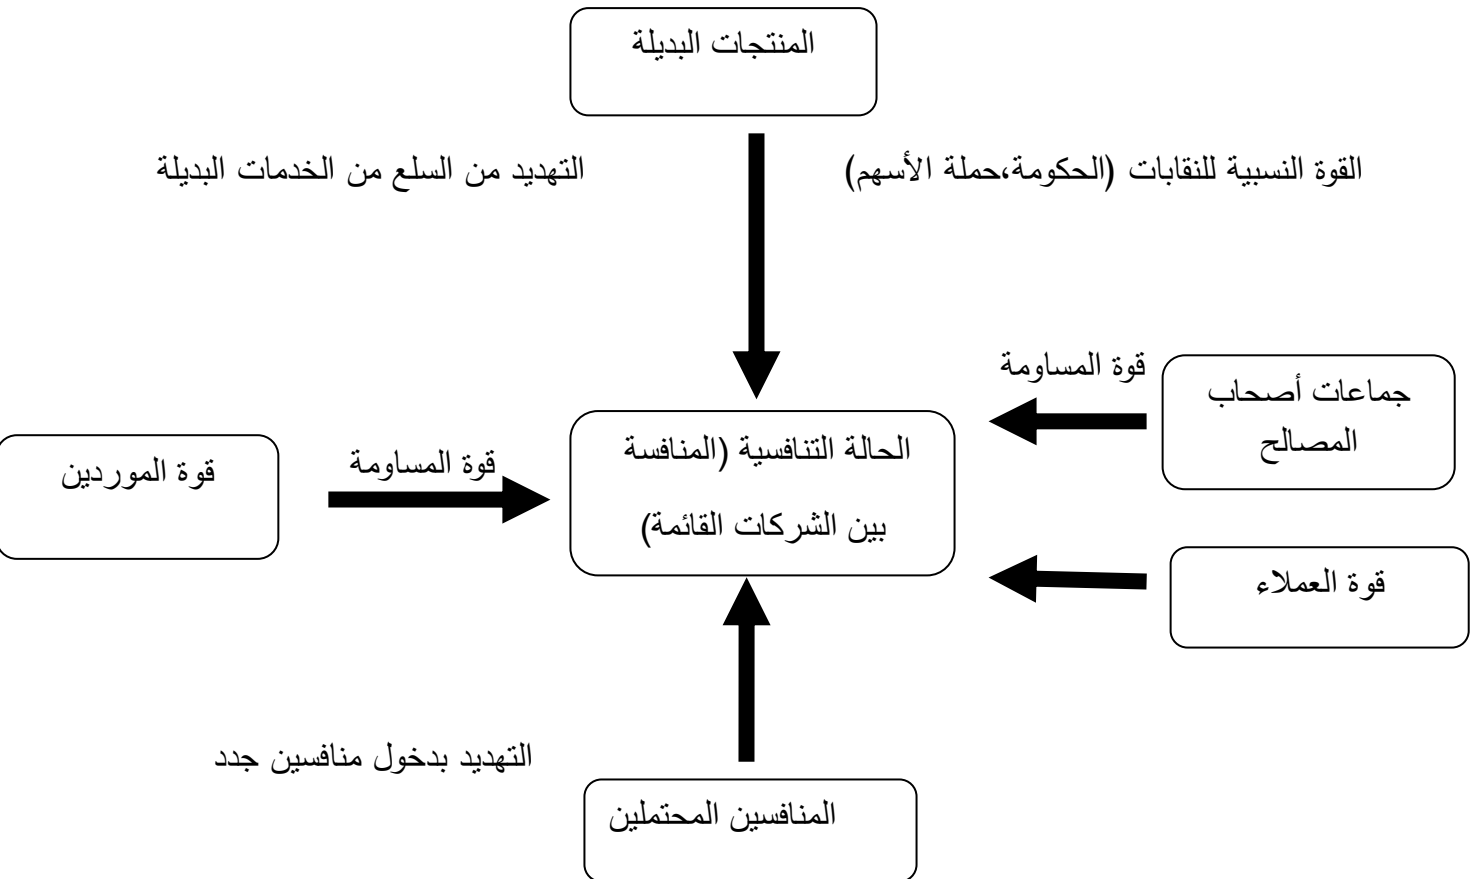 المنتجات البديلة
القوة النسبية للنقابات (الحكومة،حملة الأسهم)
التهديد من السلع من الخدمات البديلة
قوة المساومة
جماعات أصحاب
المصالح
الحالة التنافسية (المنافسة
بين الشركات القائمة)
قوة المساومة
قوة الموردين
قوة العملاء
التهديد بدخول منافسين جدد
المنافسين المحتملين